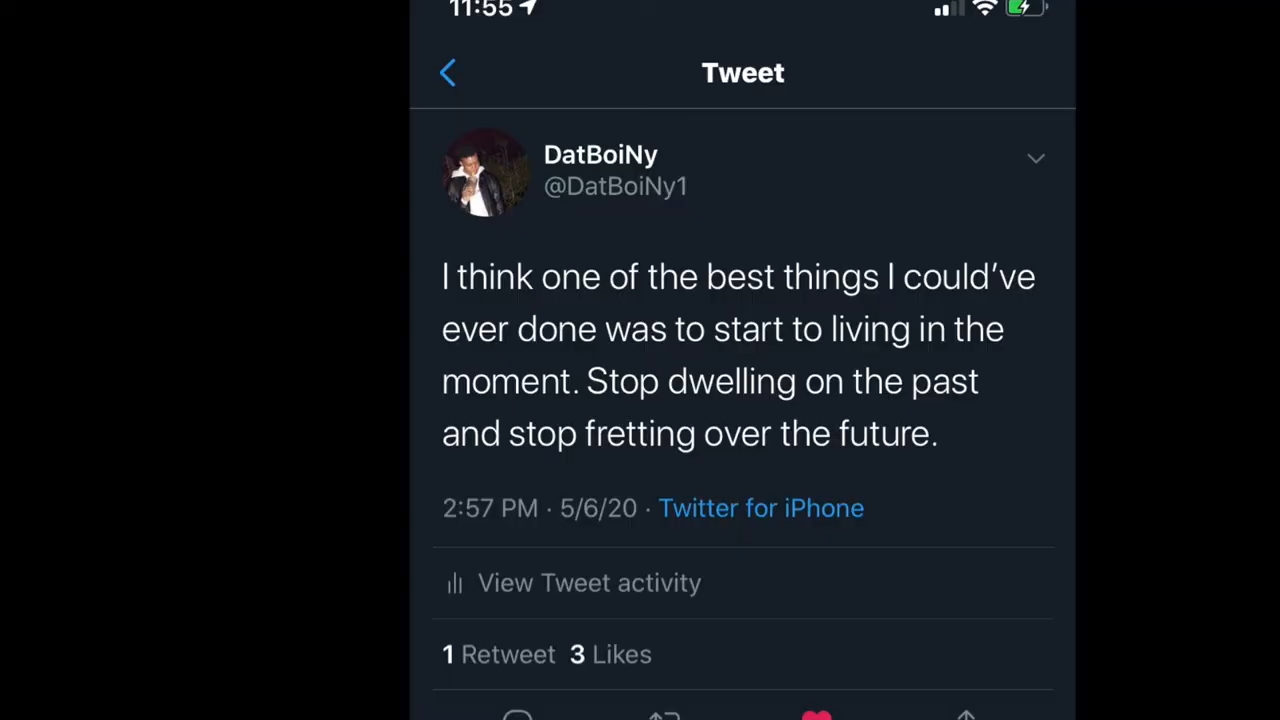 11:55
Tweet
DatBoiNy
@DatBoiNy1
I think one of the best things I could’ve
ever done was to start to living in the
moment. Stop dwelling on the past
and stop fretting over the future.
2:57 PM · 5/6/20 · Twitter for iPhone
View Tweet activity
1 Retweet 3 Likes